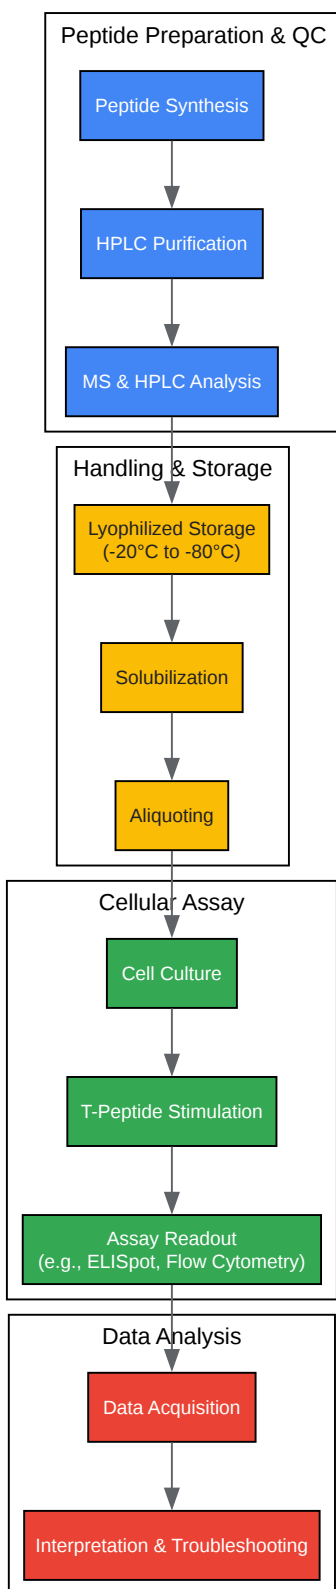 Peptide Preparation & QC
Peptide Synthesis
HPLC Purification
MS & HPLC Analysis
Handling & Storage
Lyophilized Storage
(-20°C to -80°C)
Solubilization
Aliquoting
Cellular Assay
Cell Culture
T-Peptide Stimulation
Assay Readout
(e.g., ELISpot, Flow Cytometry)
Data Analysis
Data Acquisition
Interpretation & Troubleshooting